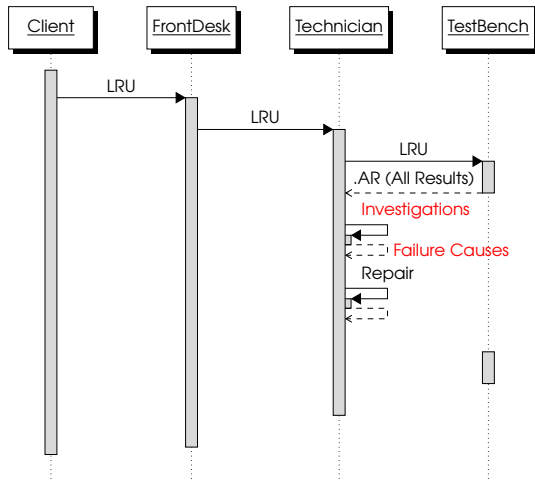 Client
FrontDesk
Technician
TestBench
LRU
LRU
LRU
.AR (All Results)
Investigations
Failure Causes
Repair